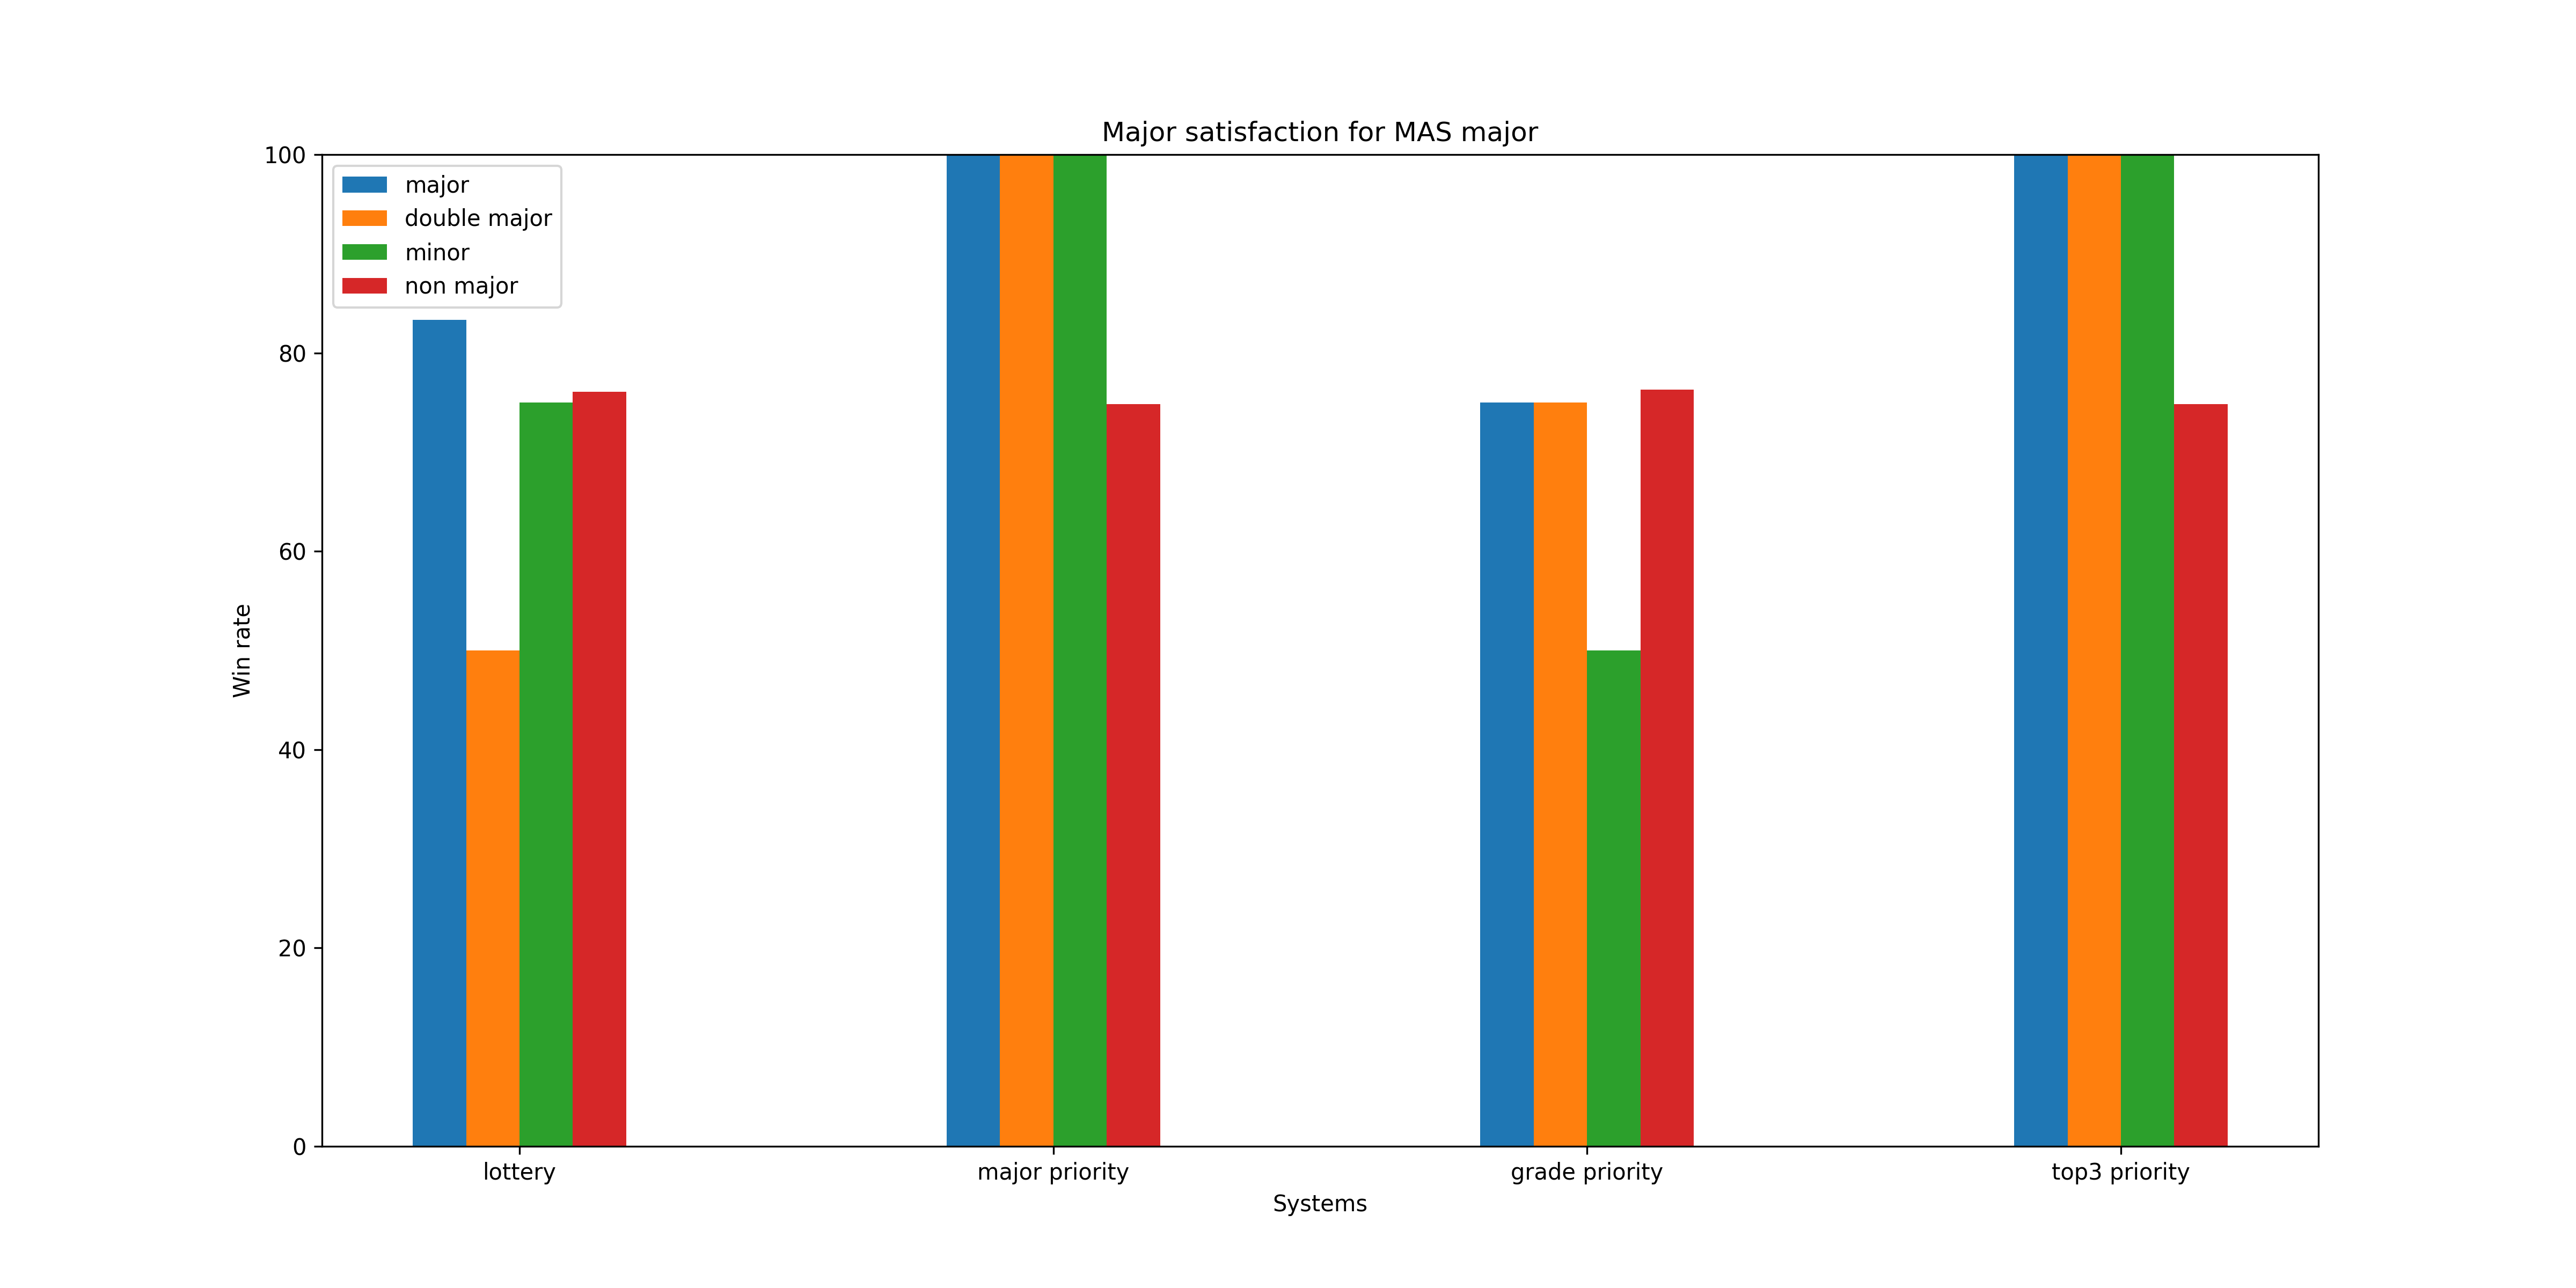 Major satisfaction for MAS major
100
80
60
40
20
0
Win rate
major
double major
minor
non major
lottery
major priority
grade priority
top3 priority
Systems